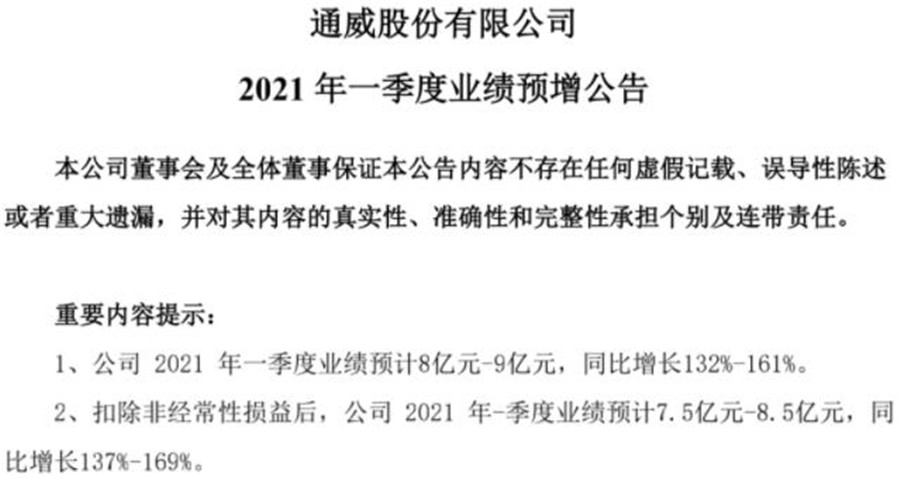 通威股份有限公司
2021 年一季度业绩预增公告
本公司董事会及全体董事保证本公告内容不存在任何虚假记载、误导性陈述
或者重大遗漏，并对其内容的真实性、准确性和完整性承担个别及连带责任。
重要内容提示：
1、公司 2021 年一季度业绩预计8亿元-9亿元，同比增长132%-161%。
2、扣除非经常性损益后，公司 2021 年-季度业绩预计7.5亿元-8.5亿元，同
比增长137%-169%。